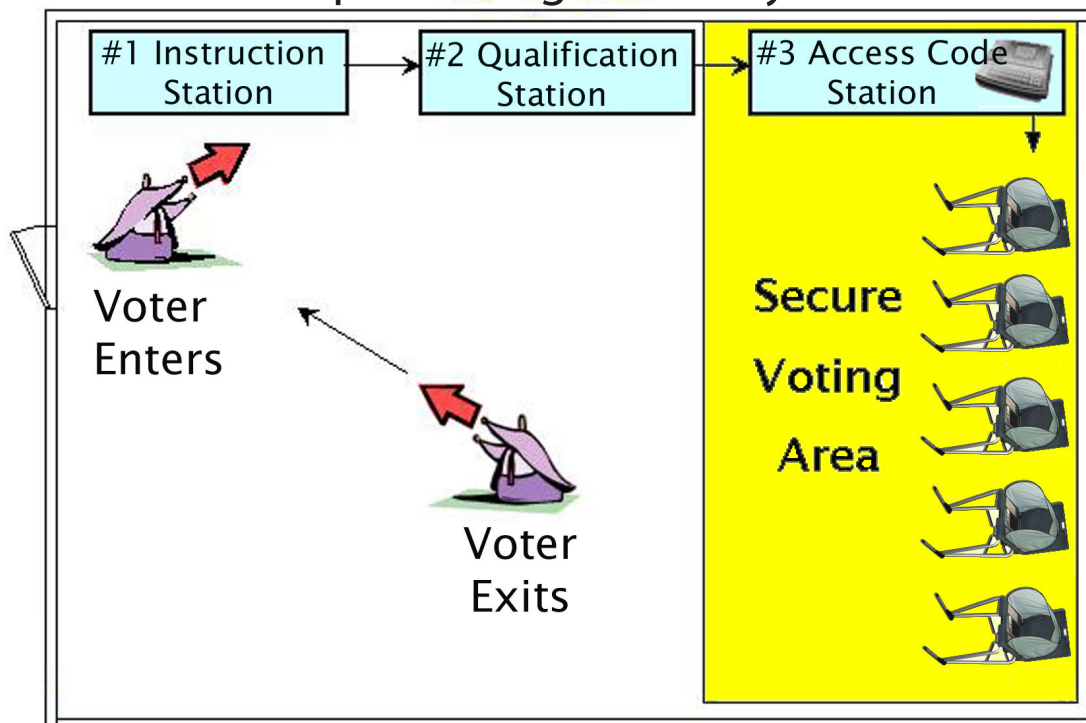 #1 Instruction
Station
#2 Qualification
Station
#3 Access Code
Station
Voter
Enters
Secure
Voting
Area
Voter
Exits